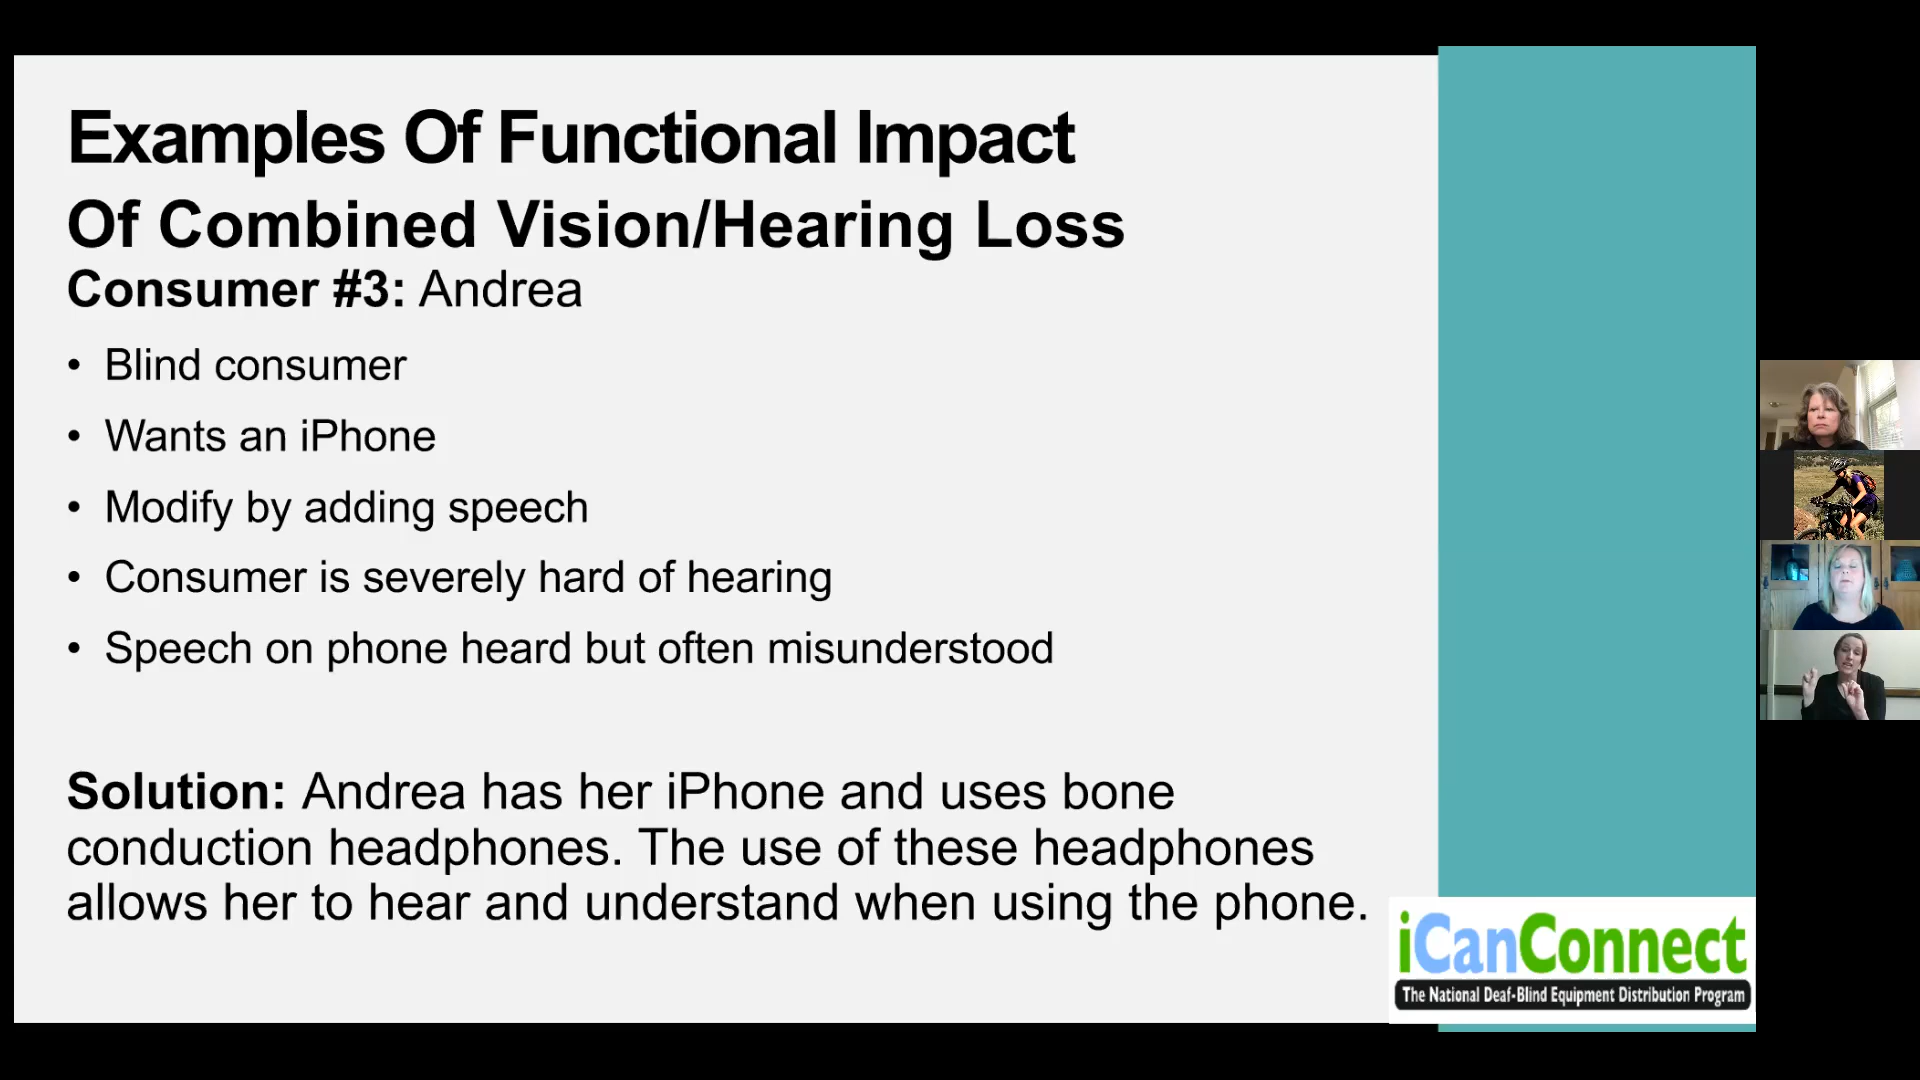 Examples Of Functional Impact
Of Combined Vision/Hearing Loss
Consumer #3: Andrea
• Blind consumer
• Wants an iPhone
• Modify by adding speech
• Consumer is severely hard of hearing
• Speech on phone heard but often misunderstood
Solution: Andrea has her iPhone and uses bone
conduction headphones. The use of these headphones
allows her to hear and understand when using the phone.
iCanConnect
The National Deaf-Blind Equipment Distribution Program